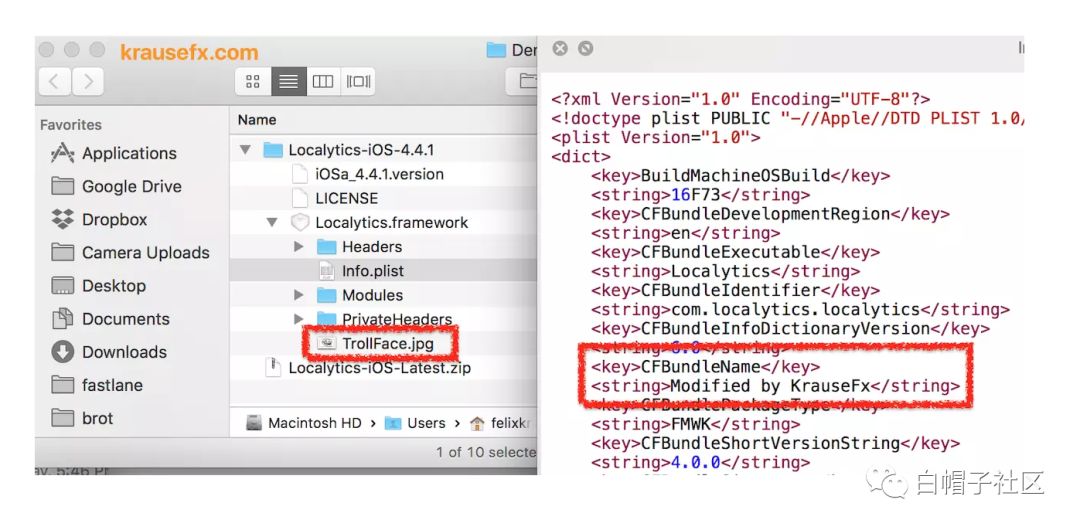 krausefx.com
Name
Favorites
Applications
Google Drive
Dropbox
Camera Uploads
Desktop
Documents
Downloads
fastlane
brot
Localytics-iOS-4.4.1
iOSa_4.4.1.version
LICENSE
Localytics.framework
Headers
Info.plist
Modules
PrivateHeaders
TrollFace.jpg
Localytics-iOS-Latest.zip
Macintosh HD › Users › felixkr
1 of 10 selecte
<?xml Version="1.0" Encoding="UTF-8"?>
<!doctype plist PUBLIC "-//Apple//DTD PLIST 1.0/
<plist Version="1.0">
<dict>
<key>BuildMachineOSBuild</key>
<string>16F73</string>
<key>CFBundleDevelopmentRegion</key>
<string>en</string>
<key>CFBundleExecutable</key>
<string>Localytics</string>
<key>CFBundleIdentifier</key>
<string>com.localytics.localytics</string>
<key>CFBundleInfoDictionaryVersion</key>
<string>6.0</string>
<key>CFBundleName</key>
<string>Modified by KrauseFx</string>
<key>CFBundlePackageType</key>
<string>FMWK</string>
<key>CFBundleShortVersionString</key>
<string>4.0.0</string>
白帽子社区